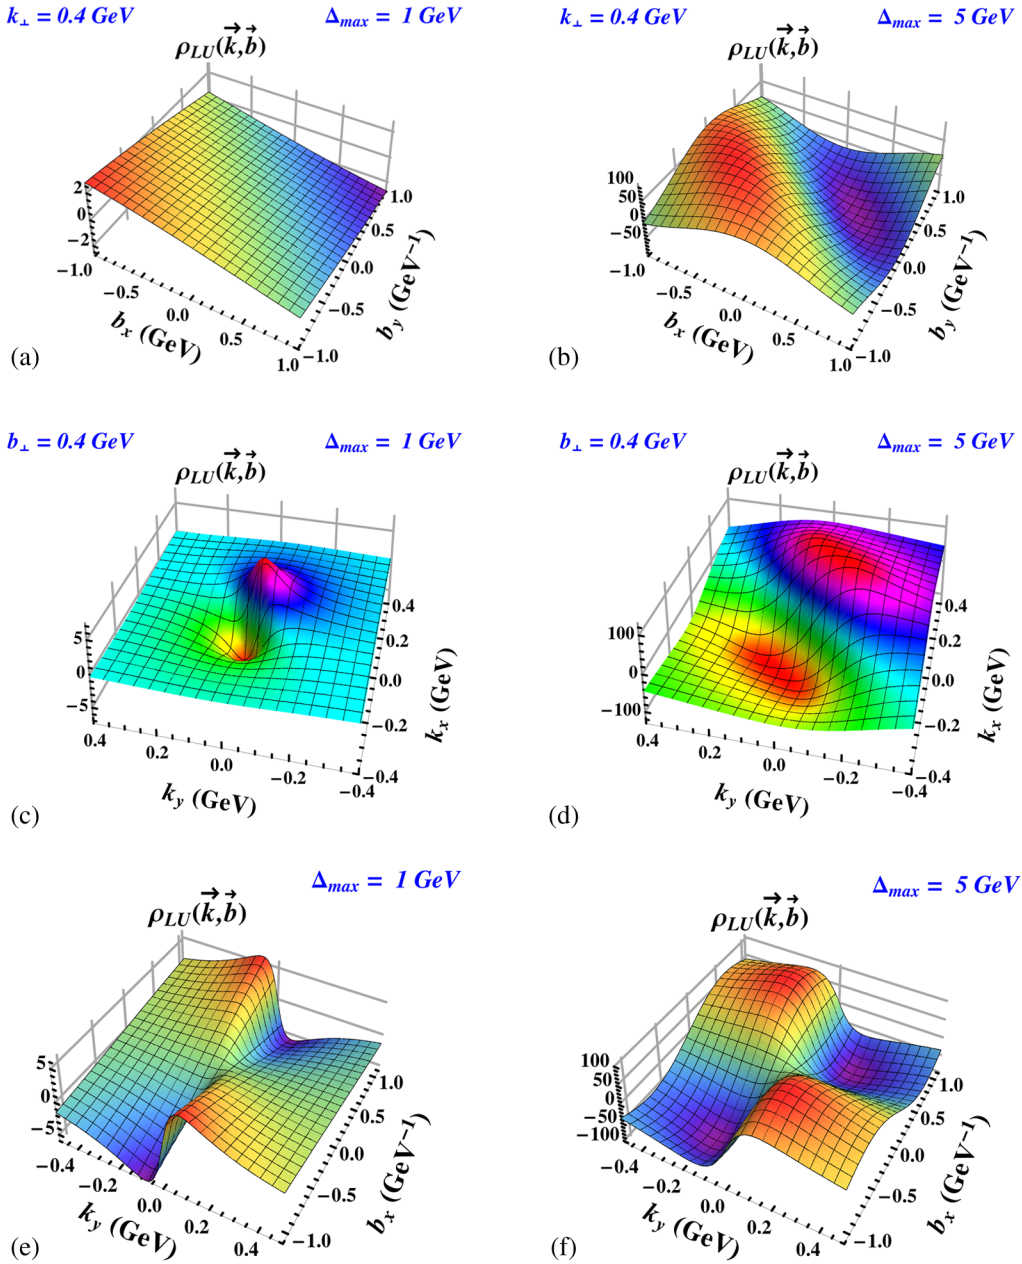 k⊥ = 0.4 GeV Δmax = 1 GeV
ρLU(k,b)
2
0
−2
−1.0
−0.5
0.0
0.5
1.0
bx (GeV)
−1.0
−0.5
0.0
0.5
1.0
by (GeV−1)
(a)
k⊥ = 0.4 GeV Δmax = 5 GeV
ρLU(k,b)
100
50
0
−50
−1.0
−0.5
0.0
0.5
1.0
bx (GeV)
−1.0
−0.5
0.0
0.5
1.0
by (GeV−1)
(b)
b⊥ = 0.4 GeV Δmax = 1 GeV
ρLU(k,b)
5
0
−5
0.4
0.2
0.0
−0.2
−0.4
ky (GeV)
−0.4
−0.2
0.0
0.2
0.4
kx (GeV)
(c)
b⊥ = 0.4 GeV Δmax = 5 GeV
ρLU(k,b)
100
0
−100
0.4
0.2
0.0
−0.2
−0.4
ky (GeV)
−0.4
−0.2
0.0
0.2
0.4
kx (GeV)
(d)
Δmax = 1 GeV
ρLU(k,b)
5
0
−5
−0.4
−0.2
0.0
0.2
0.4
ky (GeV)
−1.0
−0.5
0.0
0.5
1.0
bx (GeV−1)
(e)
Δmax = 5 GeV
ρLU(k,b)
100
50
0
−50
−100
−0.4
−0.2
0.0
0.2
0.4
ky (GeV)
−1.0
−0.5
0.0
0.5
1.0
bx (GeV−1)
(f)